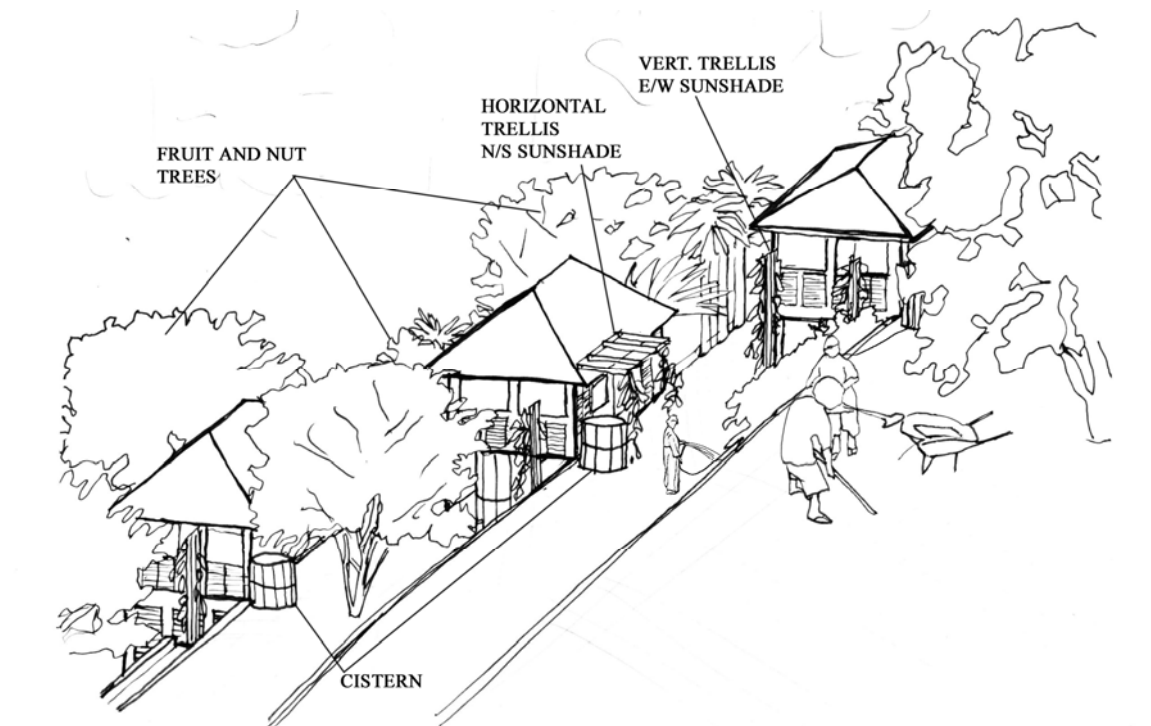 VERT. TRELLIS
E/W SUNSHADE
HORIZONTAL
TRELLIS
N/S SUNSHADE
FRUIT AND NUT
TREES
CISTERN